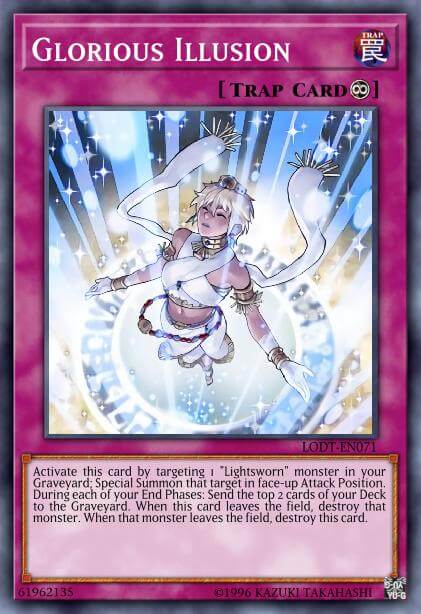 GLORIOUS ILLUSION
TRAP
罠
[TRAP CARD∞]
LODT-EN071
Activate this card by targeting 1 "Lightsworn" monster in your
Graveyard; Special Summon that target in face-up Attack Position.
During each of your End Phases: Send the top 2 cards of your Deck
to the Graveyard. When this card leaves the field, destroy that
monster. When that monster leaves the field, destroy this card.
61962135
©1996 KAZUKI TAKAHASHI